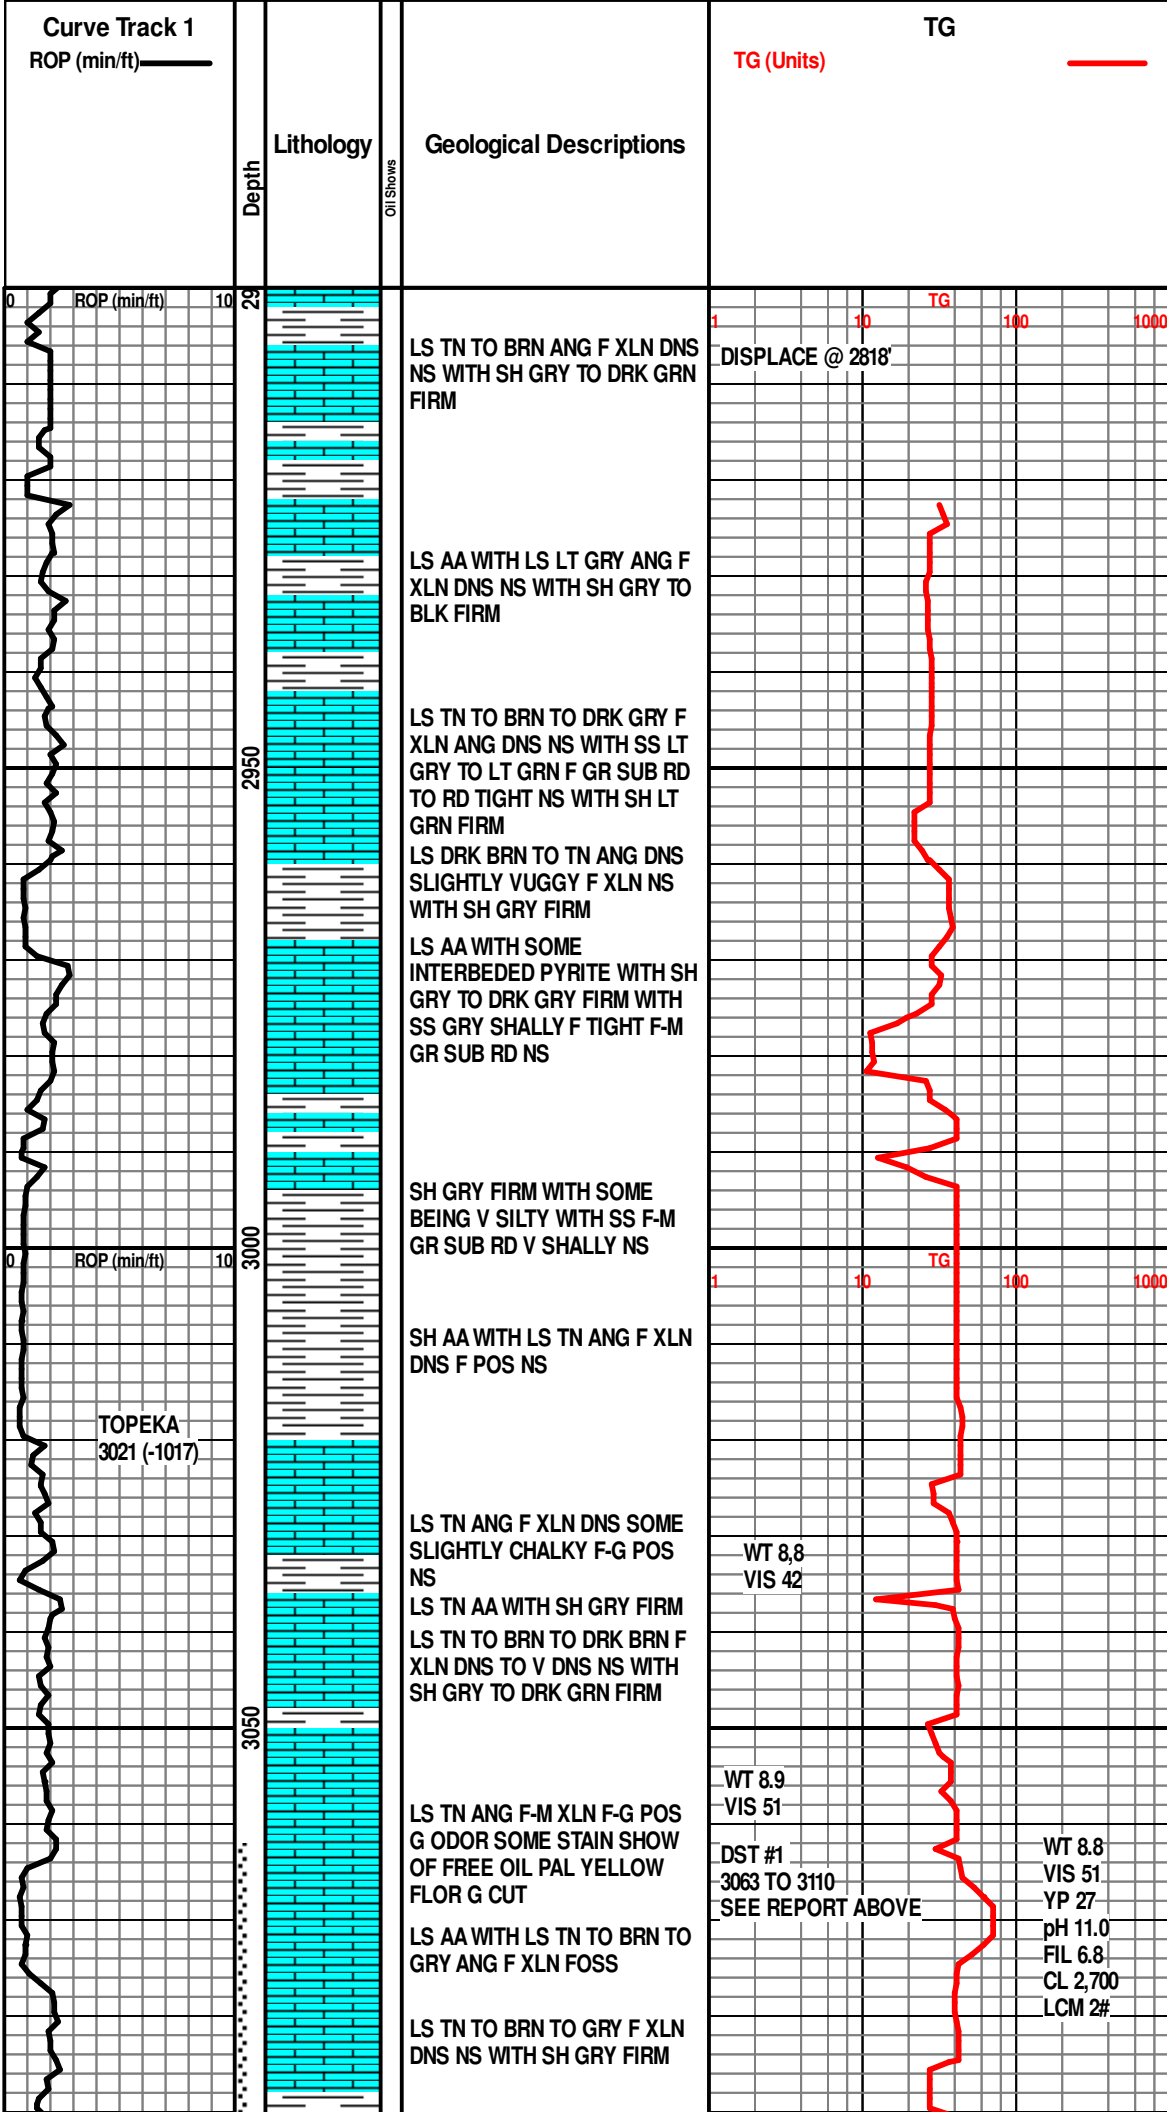 Curve Track 1
ROP (min/ft)
Depth
Lithology
Oil Shows
Geological Descriptions
TG
TG (Units)
0 ROP (min/ft) 10
29
TG
1 10 100 1000
DISPLACE @ 2818'
LS TN TO BRN ANG F XLN DNS
NS WITH SH GRY TO DRK GRN
FIRM
LS AA WITH LS LT GRY ANG F
XLN DNS NS WITH SH GRY TO
BLK FIRM
LS TN TO BRN TO DRK GRY F
XLN ANG DNS NS WITH SS LT
GRY TO LT GRN F GR SUB RD
TO RD TIGHT NS WITH SH LT
GRN FIRM
2950
LS DRK BRN TO TN ANG DNS
SLIGHTLY VUGGY F XLN NS
WITH SH GRY FIRM
LS AA WITH SOME
INTERBEDED PYRITE WITH SH
GRY TO DRK GRY FIRM WITH
SS GRY SHALLY F TIGHT F-M
GR SUB RD NS
SH GRY FIRM WITH SOME
BEING V SILTY WITH SS F-M
GR SUB RD V SHALLY NS
0 ROP (min/ft) 10
3000
TG
1 10 100 1000
SH AA WITH LS TN ANG F XLN
DNS F POS NS
TOPEKA
3021 (-1017)
LS TN ANG F XLN DNS SOME
SLIGHTLY CHALKY F-G POS
NS
WT 8,8
VIS 42
LS TN AA WITH SH GRY FIRM
LS TN TO BRN TO DRK BRN F
XLN DNS TO V DNS NS WITH
SH GRY TO DRK GRN FIRM
3050
WT 8.9
VIS 51
LS TN ANG F-M XLN F-G POS
G ODOR SOME STAIN SHOW
OF FREE OIL PAL YELLOW
FLOR G CUT
DST #1
3063 TO 3110
SEE REPORT ABOVE
WT 8.8
VIS 51
YP 27
pH 11.0
FIL 6.8
CL 2,700
LCM 2#
LS AA WITH LS TN TO BRN TO
GRY ANG F XLN FOSS
LS TN TO BRN TO GRY F XLN
DNS NS WITH SH GRY FIRM